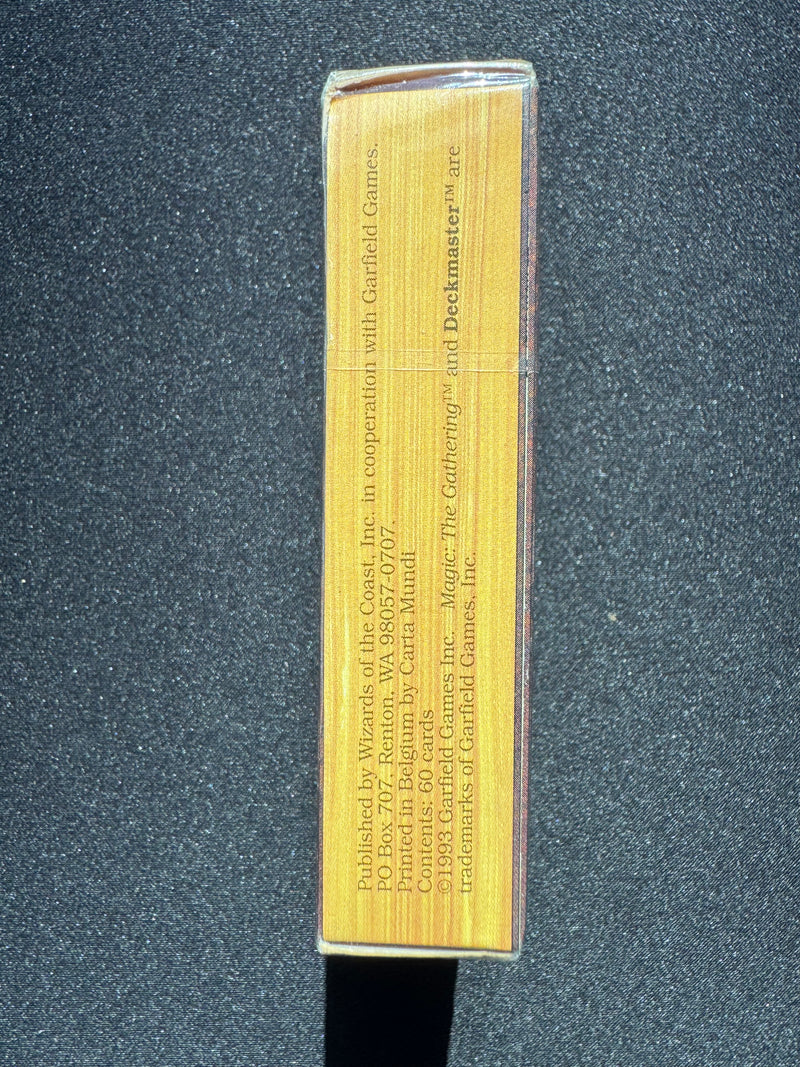 Published by Wizards of the Coast, Inc. in cooperation with Garfield Games.
PO Box 707, Renton, WA 98057-0707.
Printed in Belgium by Carta Mundi
Contents: 60 cards
©1993 Garfield Games Inc. Magic: The Gathering™ and Deckmaster™ are
trademarks of Garfield Games, Inc.